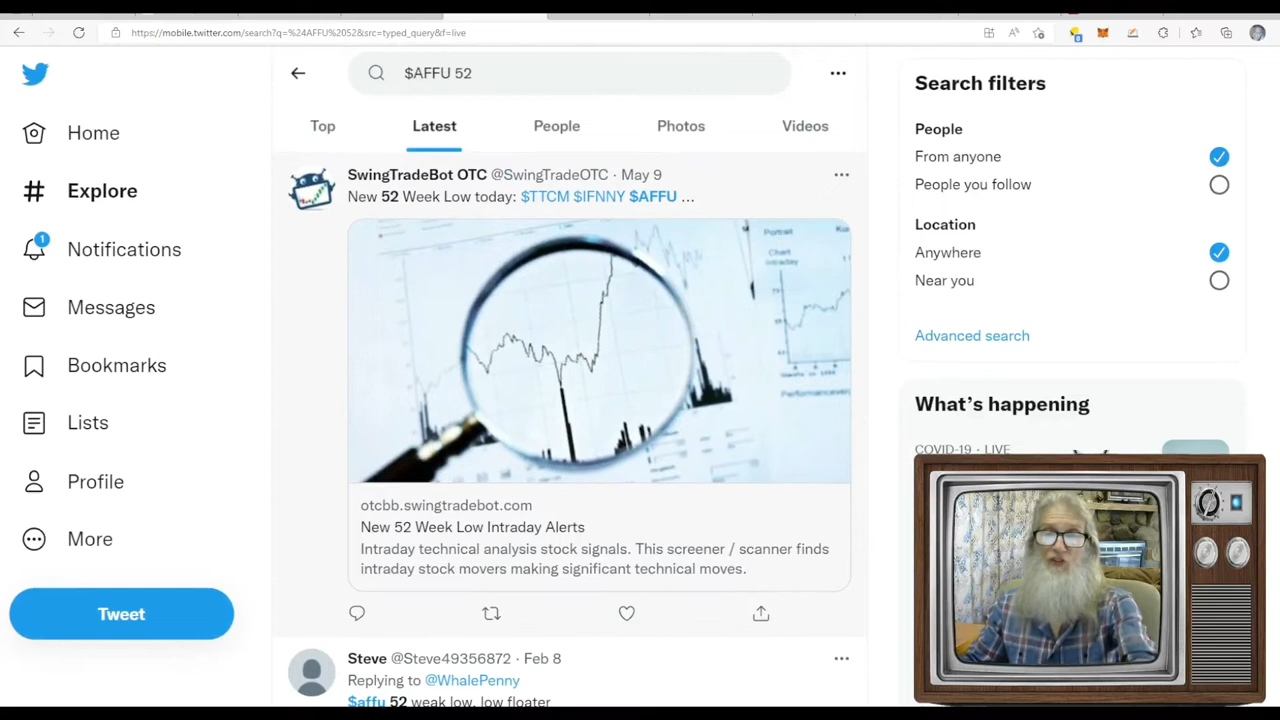 https://mobile.twitter.com/search?q=%24AFFU%2052&src=typed_query&f=live
$AFFU 52
Top
Latest
People
Photos
Videos
Home
Explore
1
Notifications
Messages
Bookmarks
Lists
Profile
More
Tweet
SwingTradeBot OTC @SwingTradeOTC · May 9
New 52 Week Low today: $TTCM $IFNNY $AFFU ...
Portrait
otcbb.swingtradebot.com
New 52 Week Low Intraday Alerts
Intraday technical analysis stock signals. This screener / scanner finds
intraday stock movers making significant technical moves.
Steve @Steve49356872 · Feb 8
Replying to @WhalePenny
$affu 52 weak low, low floater
Search filters
People
From anyone
People you follow
Location
Anywhere
Near you
Advanced search
What's happening
COVID-19 · LIVE